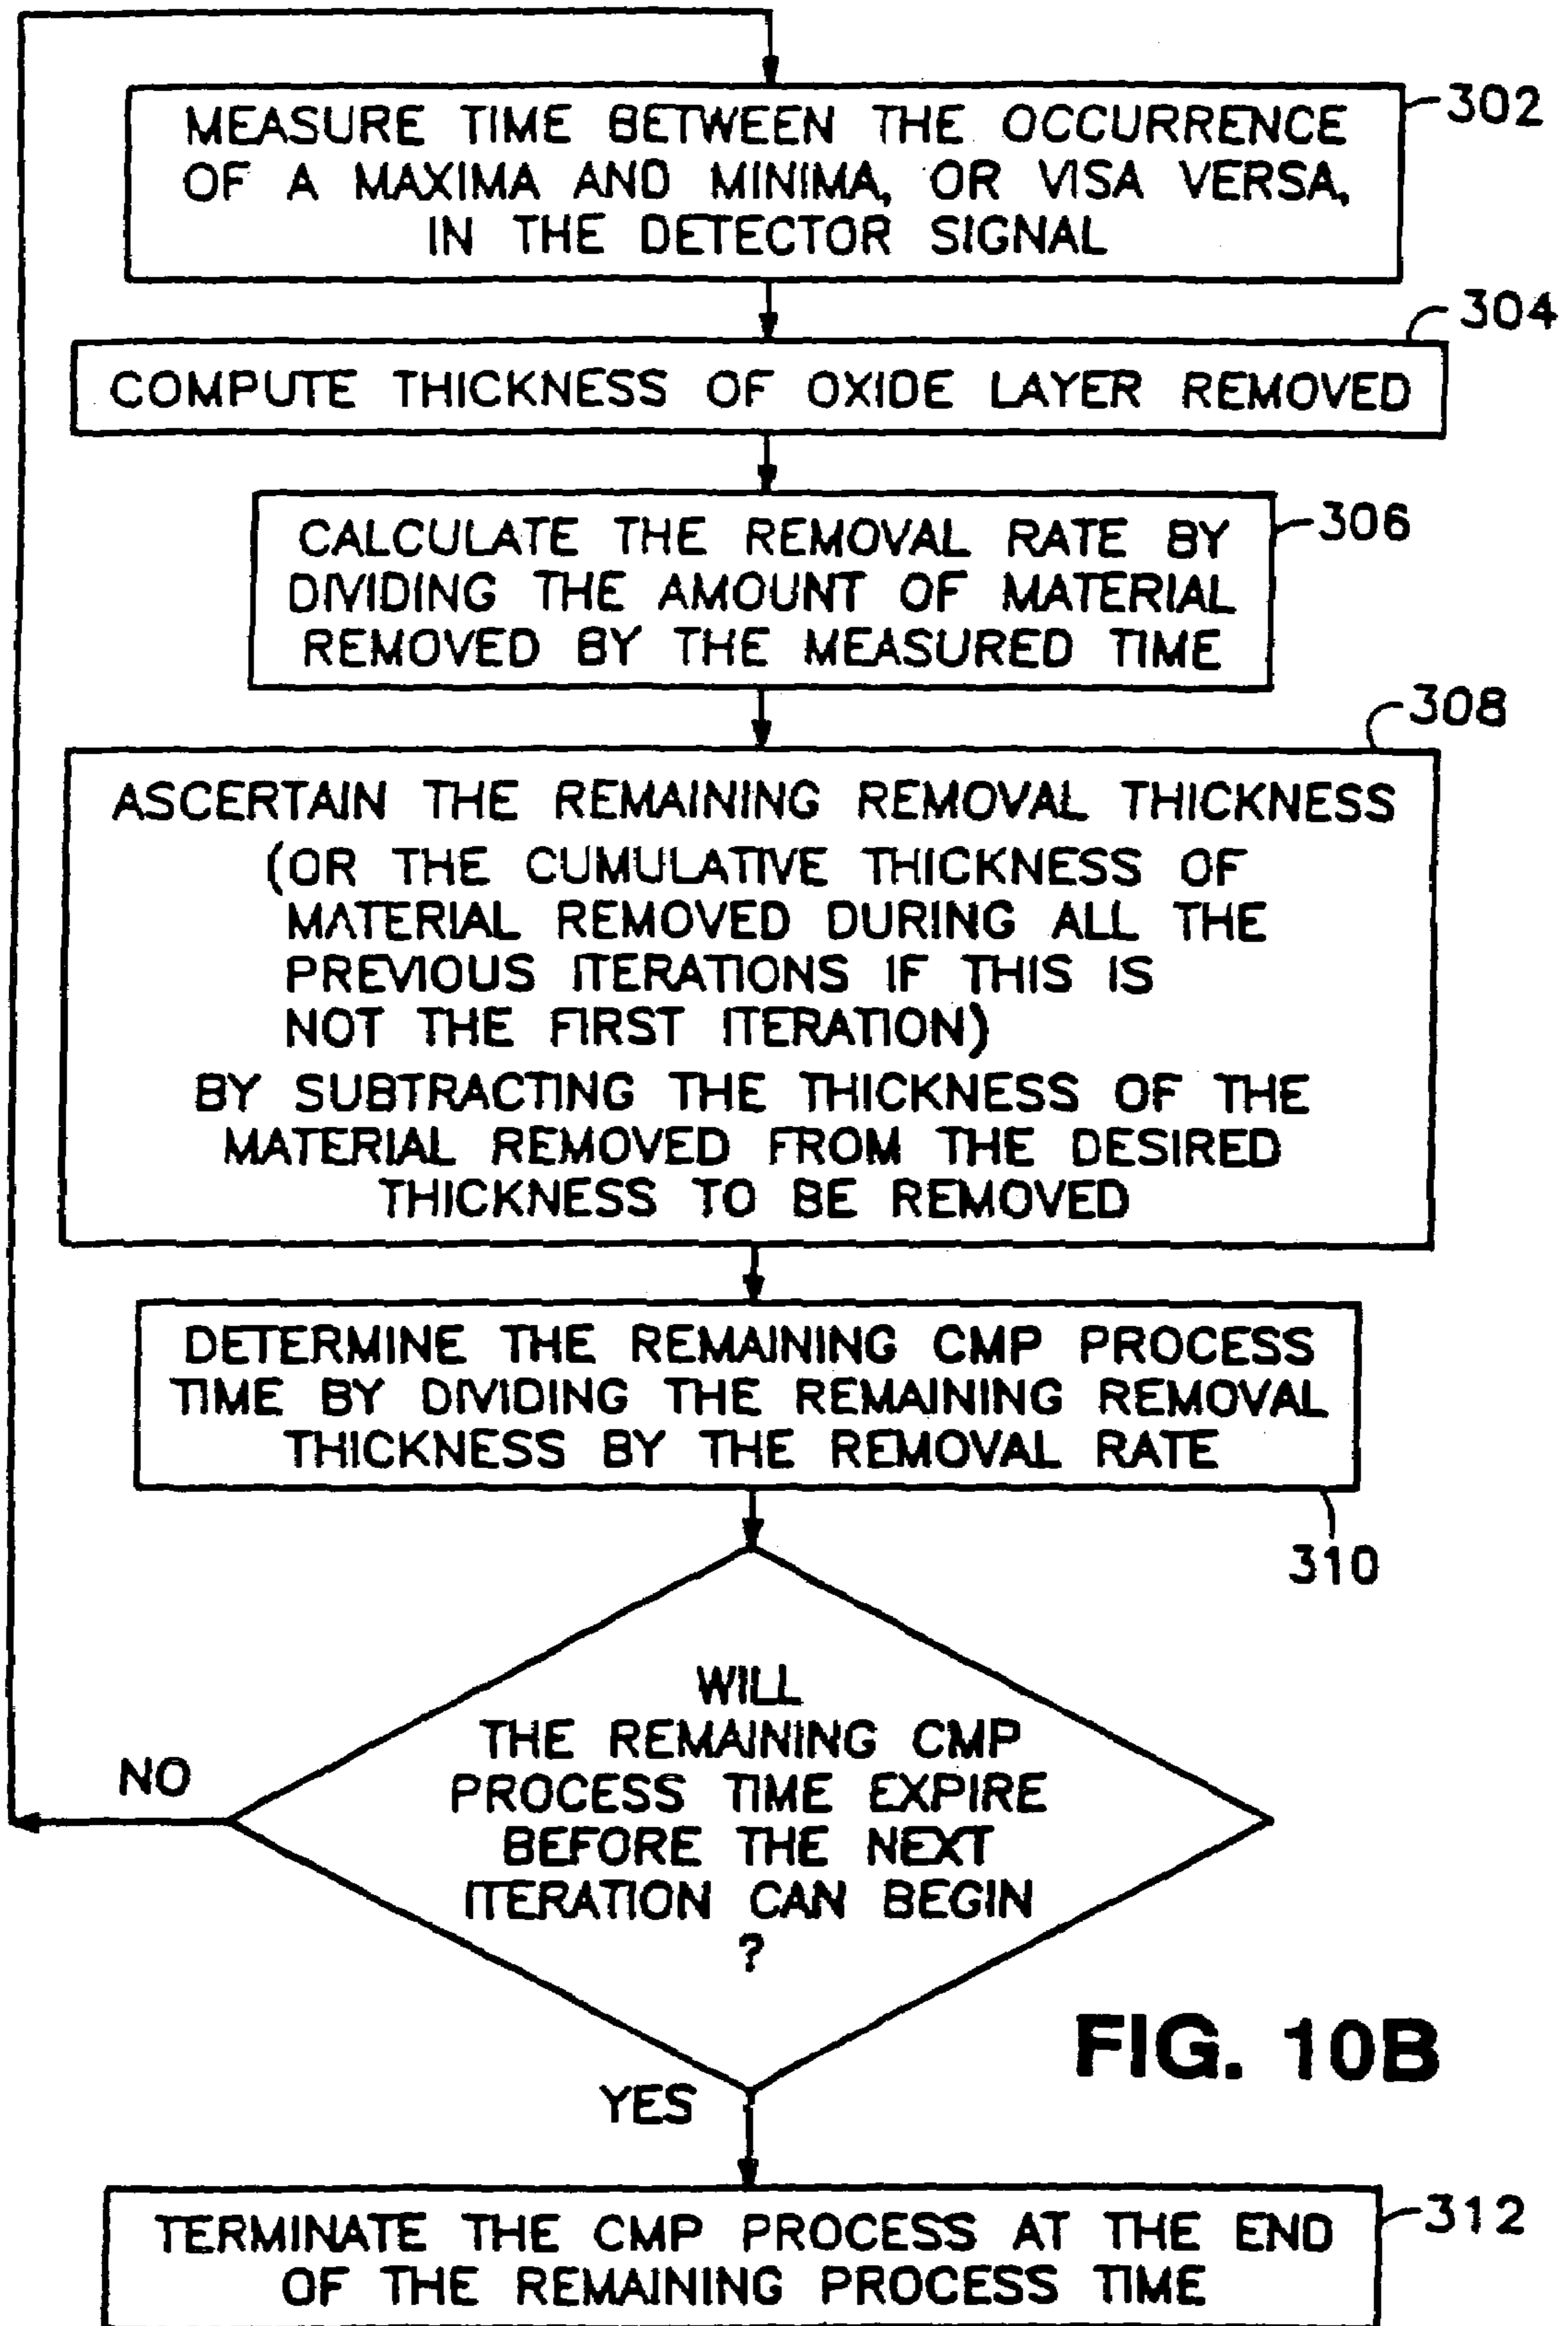 MEASURE TIME BETWEEN THE OCCURRENCE
OF A MAXIMA AND MINIMA, OR VISA VERSA,
IN THE DETECTOR SIGNAL
302
COMPUTE THICKNESS OF OXIDE LAYER REMOVED
304
CALCULATE THE REMOVAL RATE BY
DIVIDING THE AMOUNT OF MATERIAL
REMOVED BY THE MEASURED TIME
306
ASCERTAIN THE REMAINING REMOVAL THICKNESS
(OR THE CUMULATIVE THICKNESS OF
MATERIAL REMOVED DURING ALL THE
PREVIOUS ITERATIONS IF THIS IS
NOT THE FIRST ITERATION)
BY SUBTRACTING THE THICKNESS OF THE
MATERIAL REMOVED FROM THE DESIRED
THICKNESS TO BE REMOVED
308
DETERMINE THE REMAINING CMP PROCESS
TIME BY DIVIDING THE REMAINING REMOVAL
THICKNESS BY THE REMOVAL RATE
310
WILL
THE REMAINING CMP
PROCESS TIME EXPIRE
BEFORE THE NEXT
ITERATION CAN BEGIN
?
NO
YES
FIG. 10B
TERMINATE THE CMP PROCESS AT THE END
OF THE REMAINING PROCESS TIME
312